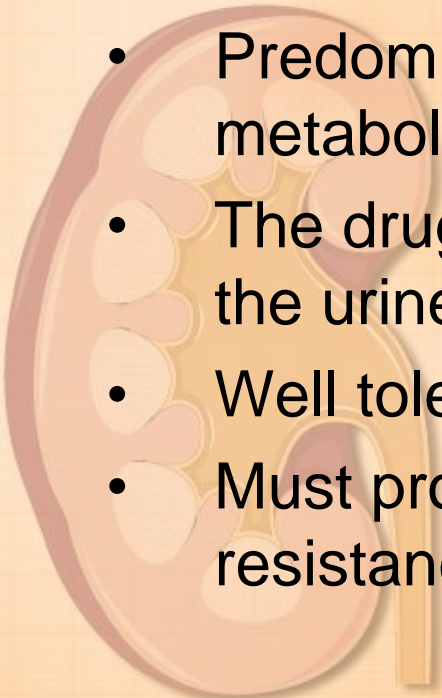 • Predom
metabol
• The drug
the urine
• Well tole
• Must pro
resistanc